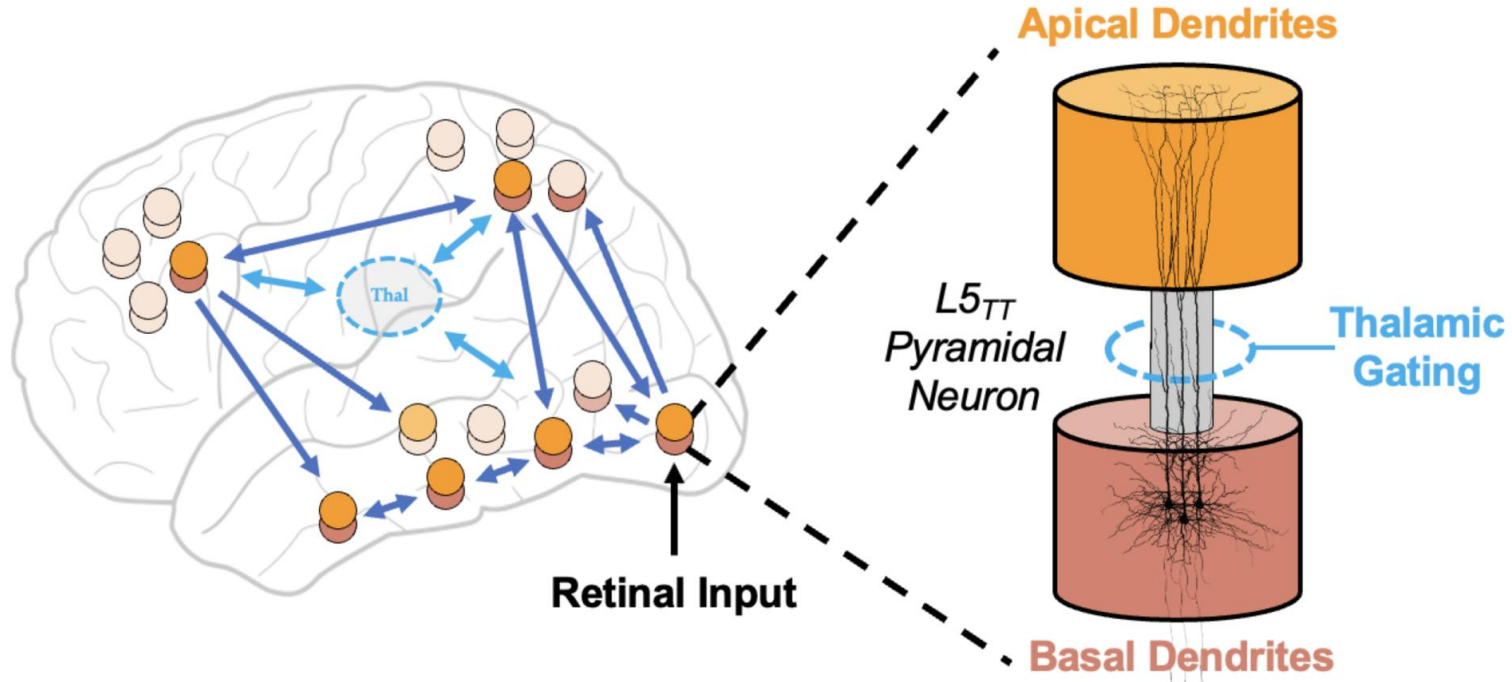 Apical Dendrites
Thal
L5TT
Pyramidal
Neuron
Thalamic
Gating
Retinal Input
Basal Dendrites